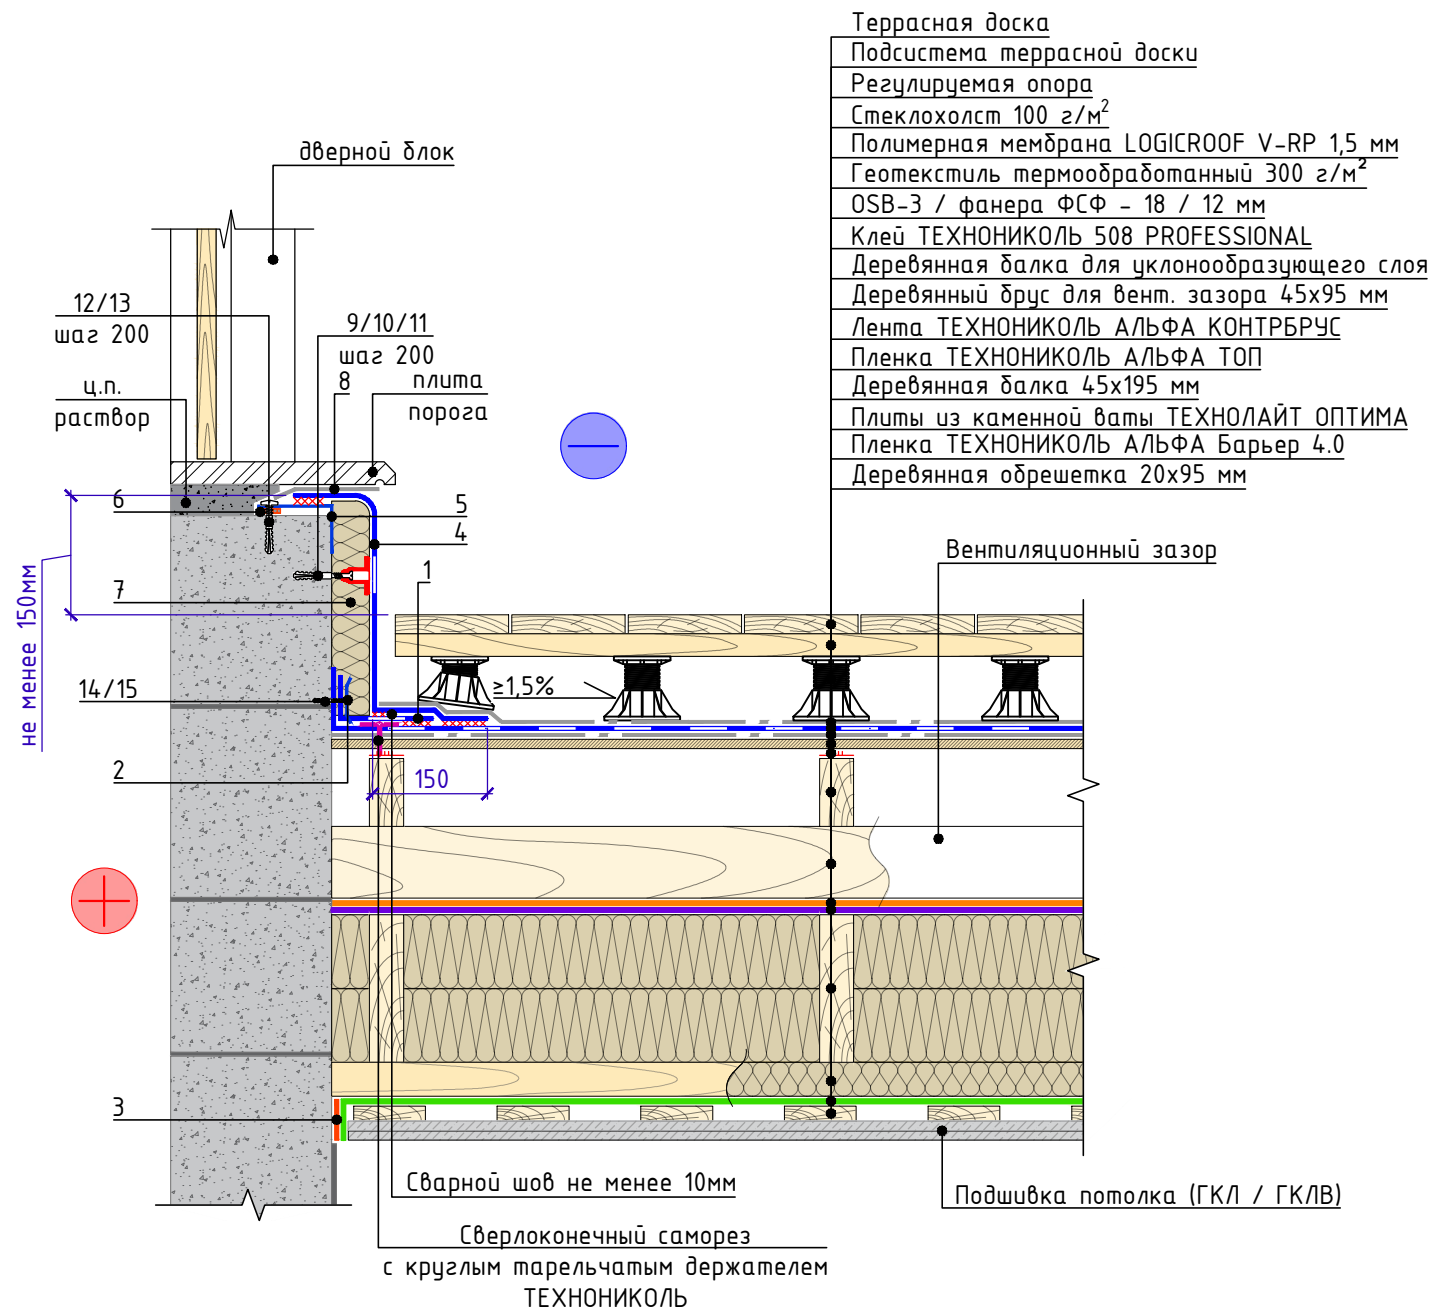 Террасная доска
Подсистема террасной доски
Регулируемая опора
Стеклохолст 100 г/м²
Полимерная мембрана LOGICROOF V-RP 1,5 мм
Геотекстиль термообработанный 300 г/м²
OSB-3 / фанера ФСФ - 18 / 12 мм
Клей ТЕХНОНИКОЛЬ 508 PROFESSIONAL
Деревянная балка для уклонообразующего слоя
Деревянный брус для вент. зазора 45х95 мм
Лента ТЕХНОНИКОЛЬ АЛЬФА КОНТРБРУС
Пленка ТЕХНОНИКОЛЬ АЛЬФА ТОП
Деревянная балка 45х195 мм
Плиты из каменной ваты ТЕХНОЛАЙТ ОПТИМА
Пленка ТЕХНОНИКОЛЬ АЛЬФА Барьер 4.0
Деревянная обрешетка 20х95 мм
дверной блок
12/13
шаг 200
9/10/11
шаг 200
8
плита
порога
ц.п.
раствор
6
5
4
1
7
не менее 150мм
14/15
2
≥1,5%
150
Вентиляционный зазор
3
Сварной шов не менее 10мм
Подшивка потолка (ГКЛ / ГКЛВ)
Сверлоконечный саморез
с круглым тарельчатым держателем
ТЕХНОНИКОЛЬ